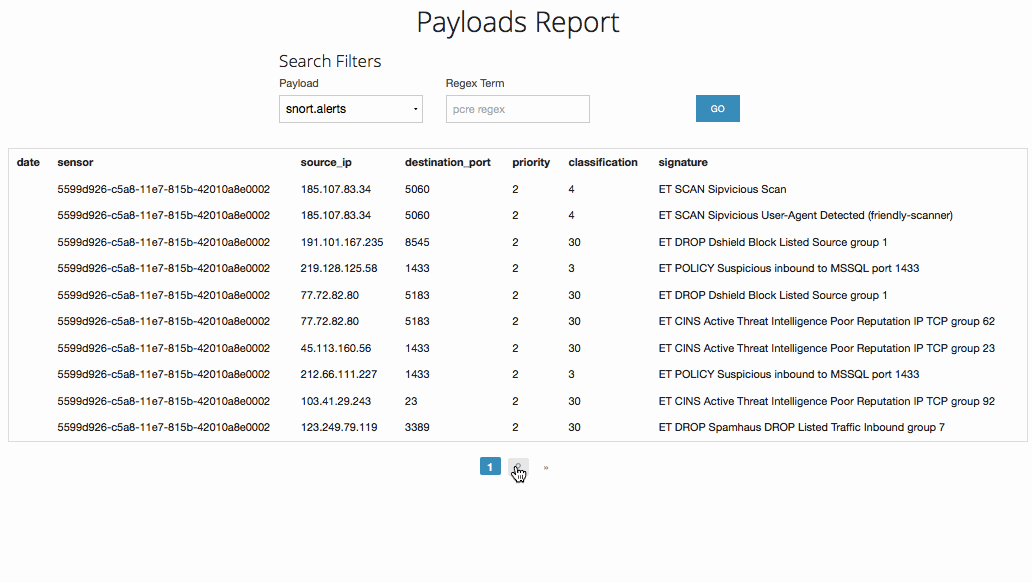 Payloads Report
Search Filters
Payload Regex Term
snort.alerts pcre regex GO
date sensor source_ip destination_port priority classification signature
5599d926-c5a8-11e7-815b-42010a8e0002 185.107.83.34 5060 2 4 ET SCAN Sipvicious Scan
5599d926-c5a8-11e7-815b-42010a8e0002 185.107.83.34 5060 2 4 ET SCAN Sipvicious User-Agent Detected (friendly-scanner)
5599d926-c5a8-11e7-815b-42010a8e0002 191.101.167.235 8545 2 30 ET DROP Dshield Block Listed Source group 1
5599d926-c5a8-11e7-815b-42010a8e0002 219.128.125.58 1433 2 3 ET POLICY Suspicious inbound to MSSQL port 1433
5599d926-c5a8-11e7-815b-42010a8e0002 77.72.82.80 5183 2 30 ET DROP Dshield Block Listed Source group 1
5599d926-c5a8-11e7-815b-42010a8e0002 77.72.82.80 5183 2 30 ET CINS Active Threat Intelligence Poor Reputation IP TCP group 62
5599d926-c5a8-11e7-815b-42010a8e0002 45.113.160.56 1433 2 30 ET CINS Active Threat Intelligence Poor Reputation IP TCP group 23
5599d926-c5a8-11e7-815b-42010a8e0002 212.66.111.227 1433 2 3 ET POLICY Suspicious inbound to MSSQL port 1433
5599d926-c5a8-11e7-815b-42010a8e0002 103.41.29.243 23 2 30 ET CINS Active Threat Intelligence Poor Reputation IP TCP group 92
5599d926-c5a8-11e7-815b-42010a8e0002 123.249.79.119 3389 2 30 ET DROP Spamhaus DROP Listed Traffic Inbound group 7
1 »